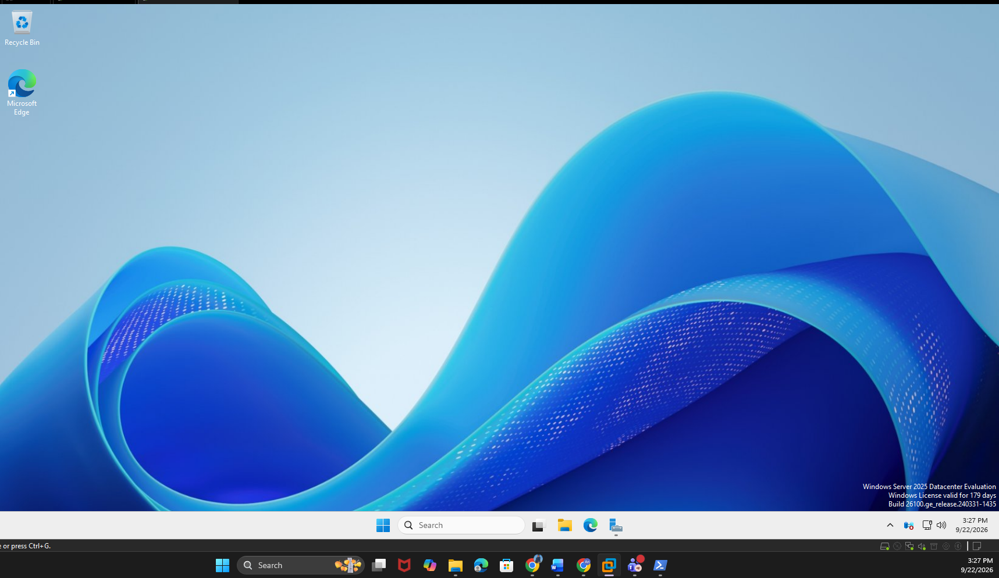 Recycle Bin
Microsoft
Edge
Windows Server 2025 Datacenter Evaluation
Windows License valid for 179 days
Build 26100.ge_release.240331-1435
Search
3:27 PM
9/22/2026
or press Ctrl+G.
Search
3:27 PM
9/22/2026